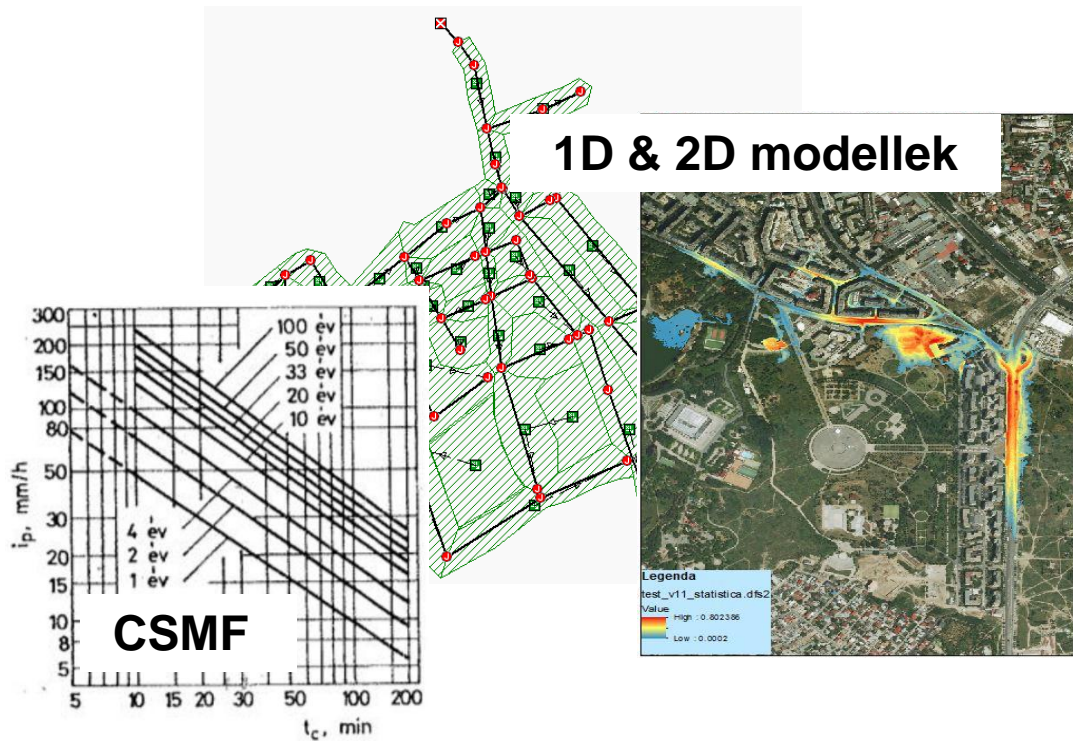 1D & 2D modellek
300
200
150
100
80
50
30
20
15
10
8
5
ip, mm/h
100 év
50 év
33 év
20 év
10 év
4 év
2 év
1 év
CSMF
5
10
15
20
30
50
100
200
tc, min
Legenda
test_v11_statistica.dfs2
Value
High : 0.802386
Low : 0.0002